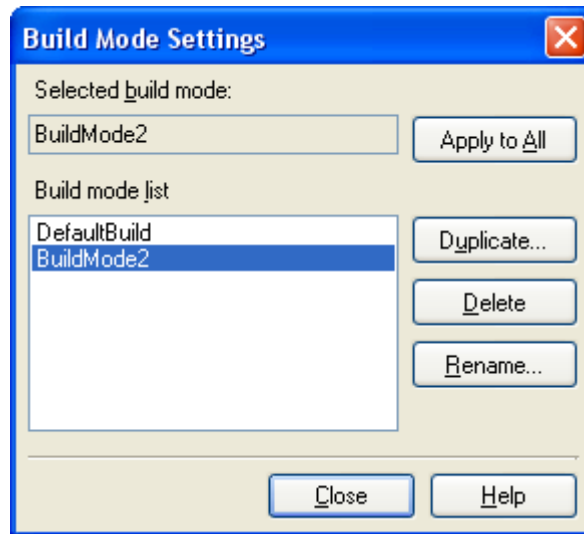 Build Mode Settings
Selected build mode:
BuildMode2
Apply to All
Build mode list
DefaultBuild
BuildMode2
Duplicate...
Delete
Rename...
Close
Help